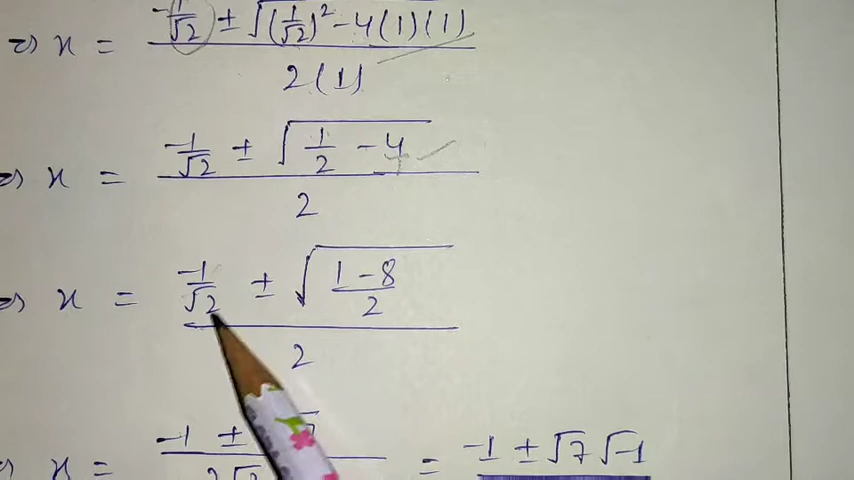 ⇒ x = -1/√2 ± √((1/√2)² - 4(1)(1)) / 2(1)
⇒ x = -1/√2 ± √(1/2 - 4) / 2
⇒ x = -1/√2 ± √((1-8)/2) / 2
⇒ x = -1 ± = -1 ± √7 √-1